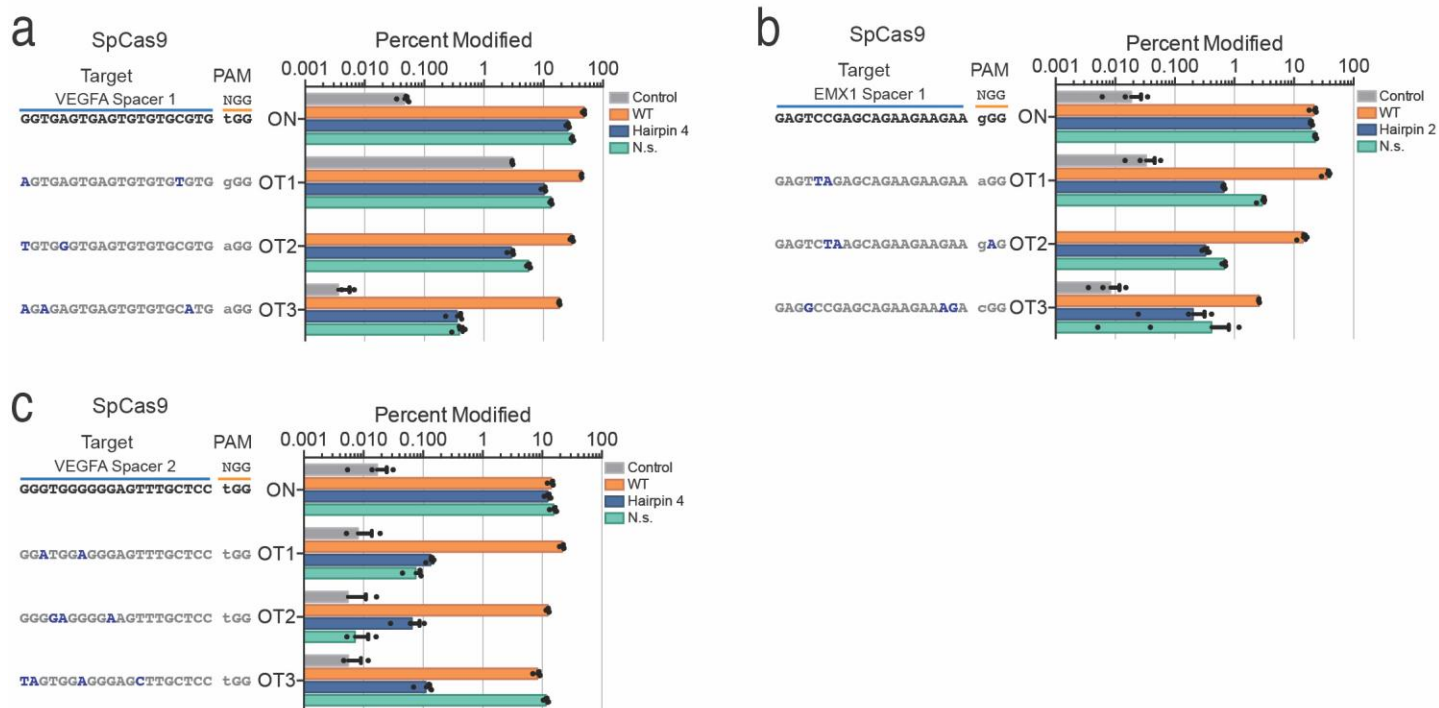 a
SpCas9
Percent Modified
Target PAM
0.001 0.010 0.100 1 10 100
VEGFA Spacer 1 NGG
GGTGAGTGAGTGTGTGCGTG tGG ON
Control
WT
Hairpin 4
N.s.
AGTGAGTGAGTGTGTGTGTG gGG OT1
TGTGGGTGAGTGTGTGCGTG aGG OT2
AGAGAGTGAGTGTGTGCATG aGG OT3
b
SpCas9
Percent Modified
Target PAM
0.001 0.010 0.100 1 10 100
EMX1 Spacer 1 NGG
GAGTCCGAGCAGAAGAAGAA gGG ON
Control
WT
Hairpin 2
N.s.
GAGTTAGAGCAGAAGAAGAA aGG OT1
GAGTCTAAGCAGAAGAAGAA gAG OT2
GAGGCCGAGCAGAAGAAAGA cGG OT3
c
SpCas9
Percent Modified
Target PAM
0.001 0.010 0.100 1 10 100
VEGFA Spacer 2 NGG
GGGTGGGGGGAGTTTGCTCC tGG ON
Control
WT
Hairpin 4
N.s.
GGATGGAGGGAGTTTGCTCC tGG OT1
GGGGAGGGGAAGTTTGCTCC tGG OT2
TAGTGGAGGGAGCTTGCTCC tGG OT3